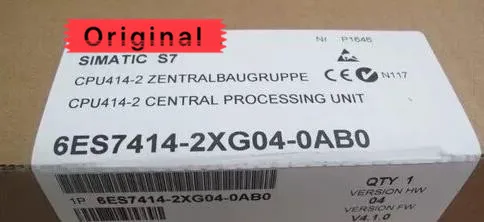 Original
N/ P1646
SIMATIC S7
CPU414-2 ZENTRALBAUGRUPPE
N117
CPU414-2 CENTRAL PROCESSING UNIT
6ES7414-2XG04-0AB0
1P 6ES7414-2XG04-0AB0
QTY 1
VERSION HW
04
VERSION FW
V4.1.0